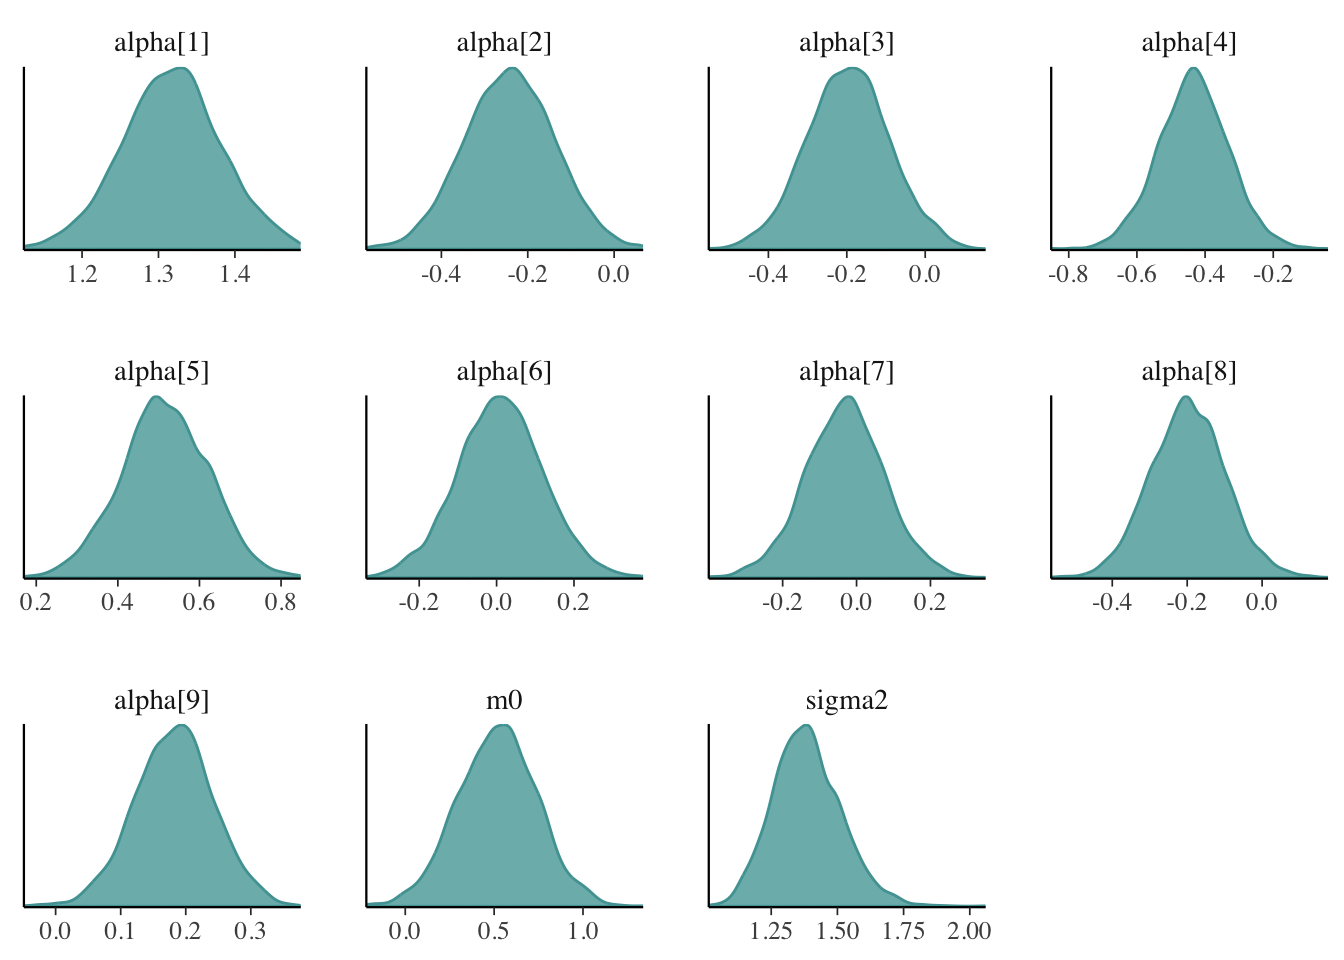 alpha[1] alpha[2] alpha[3] alpha[4]
1.2 1.3 1.4 -0.4 -0.2 0.0 -0.4 -0.2 0.0 -0.8 -0.6 -0.4 -0.2
alpha[5] alpha[6] alpha[7] alpha[8]
0.2 0.4 0.6 0.8 -0.2 0.0 0.2 -0.2 0.0 0.2 -0.4 -0.2 0.0
alpha[9] m0 sigma2
0.0 0.1 0.2 0.3 0.0 0.5 1.0 1.25 1.50 1.75 2.00